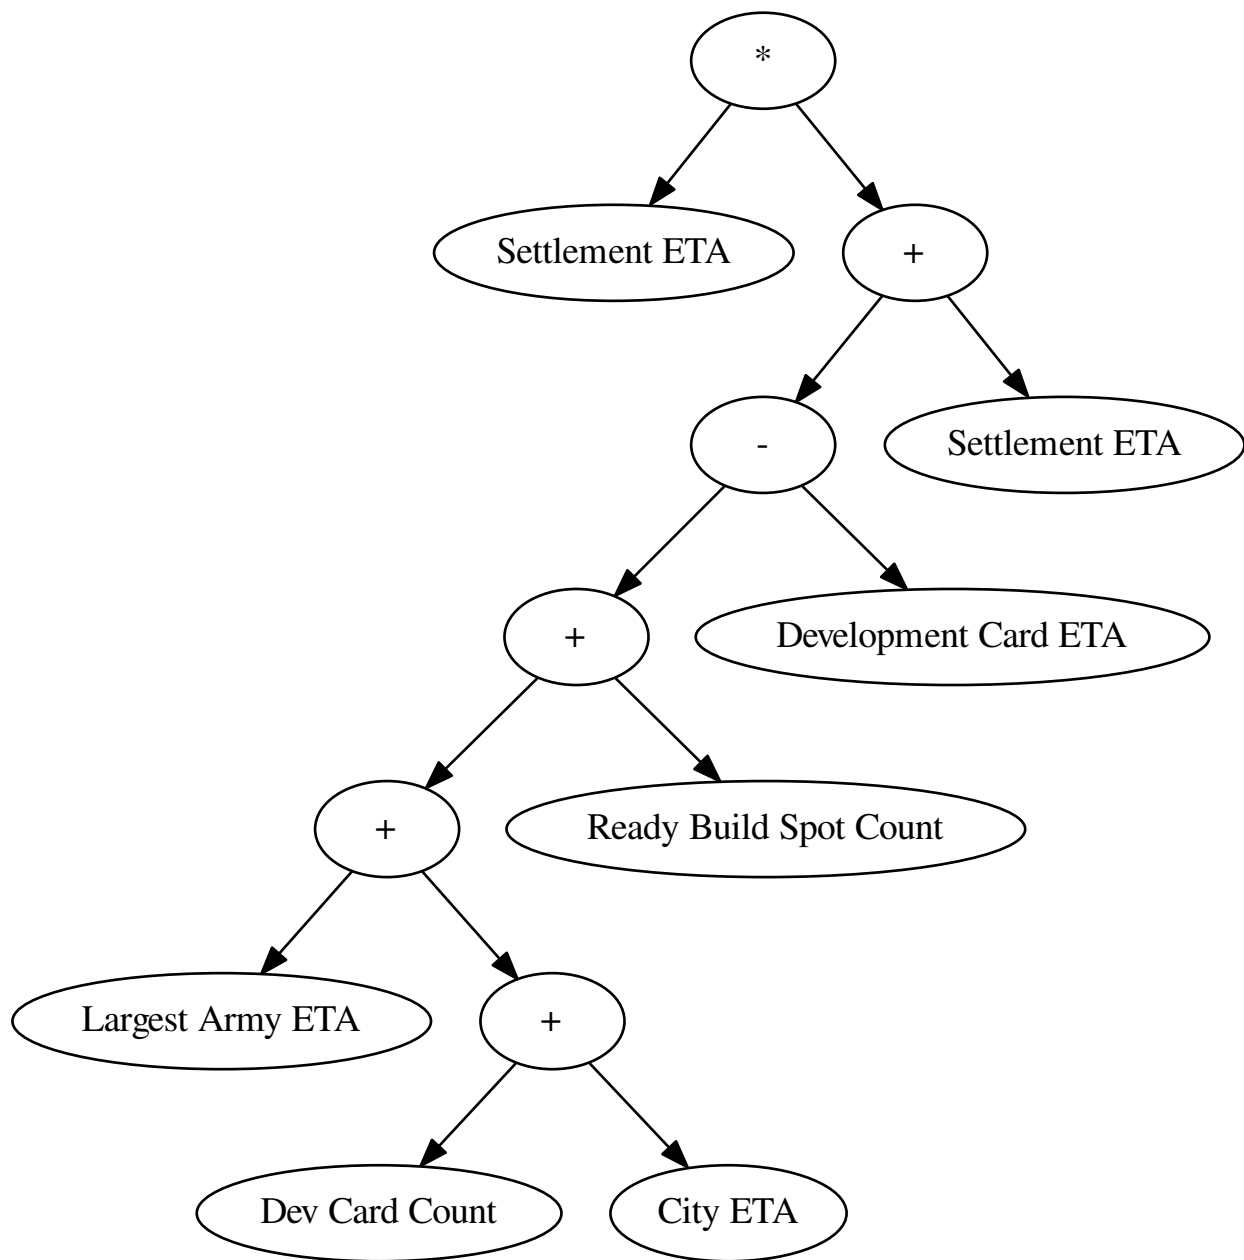 *
Settlement ETA
+
-
Settlement ETA
+
Development Card ETA
+
Ready Build Spot Count
Largest Army ETA
+
Dev Card Count
City ETA